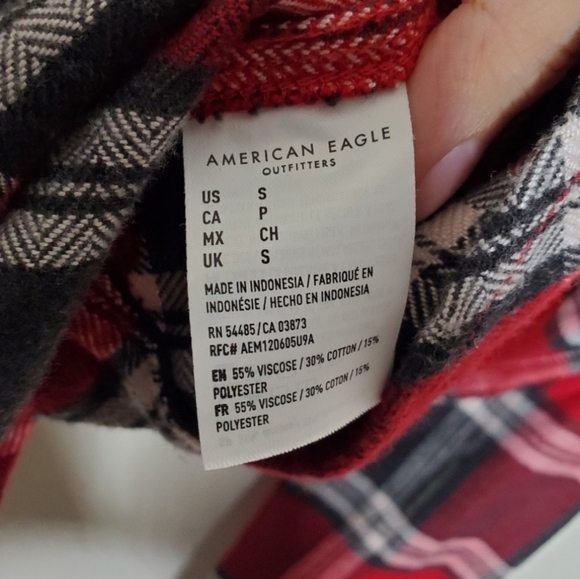 AMERICAN EAGLE
OUTFITTERS
US S
CA P
MX CH
UK S
MADE IN INDONESIA / FABRIQUÉ EN
INDONÉSIE / HECHO EN INDONESIA
RN 54485/CA 03873
RFC# AEM120605U9A
EN 55% VISCOSE / 30% COTTON / 15%
POLYESTER
FR 55% VISCOSE / 30% COTON / 15%
POLYESTER